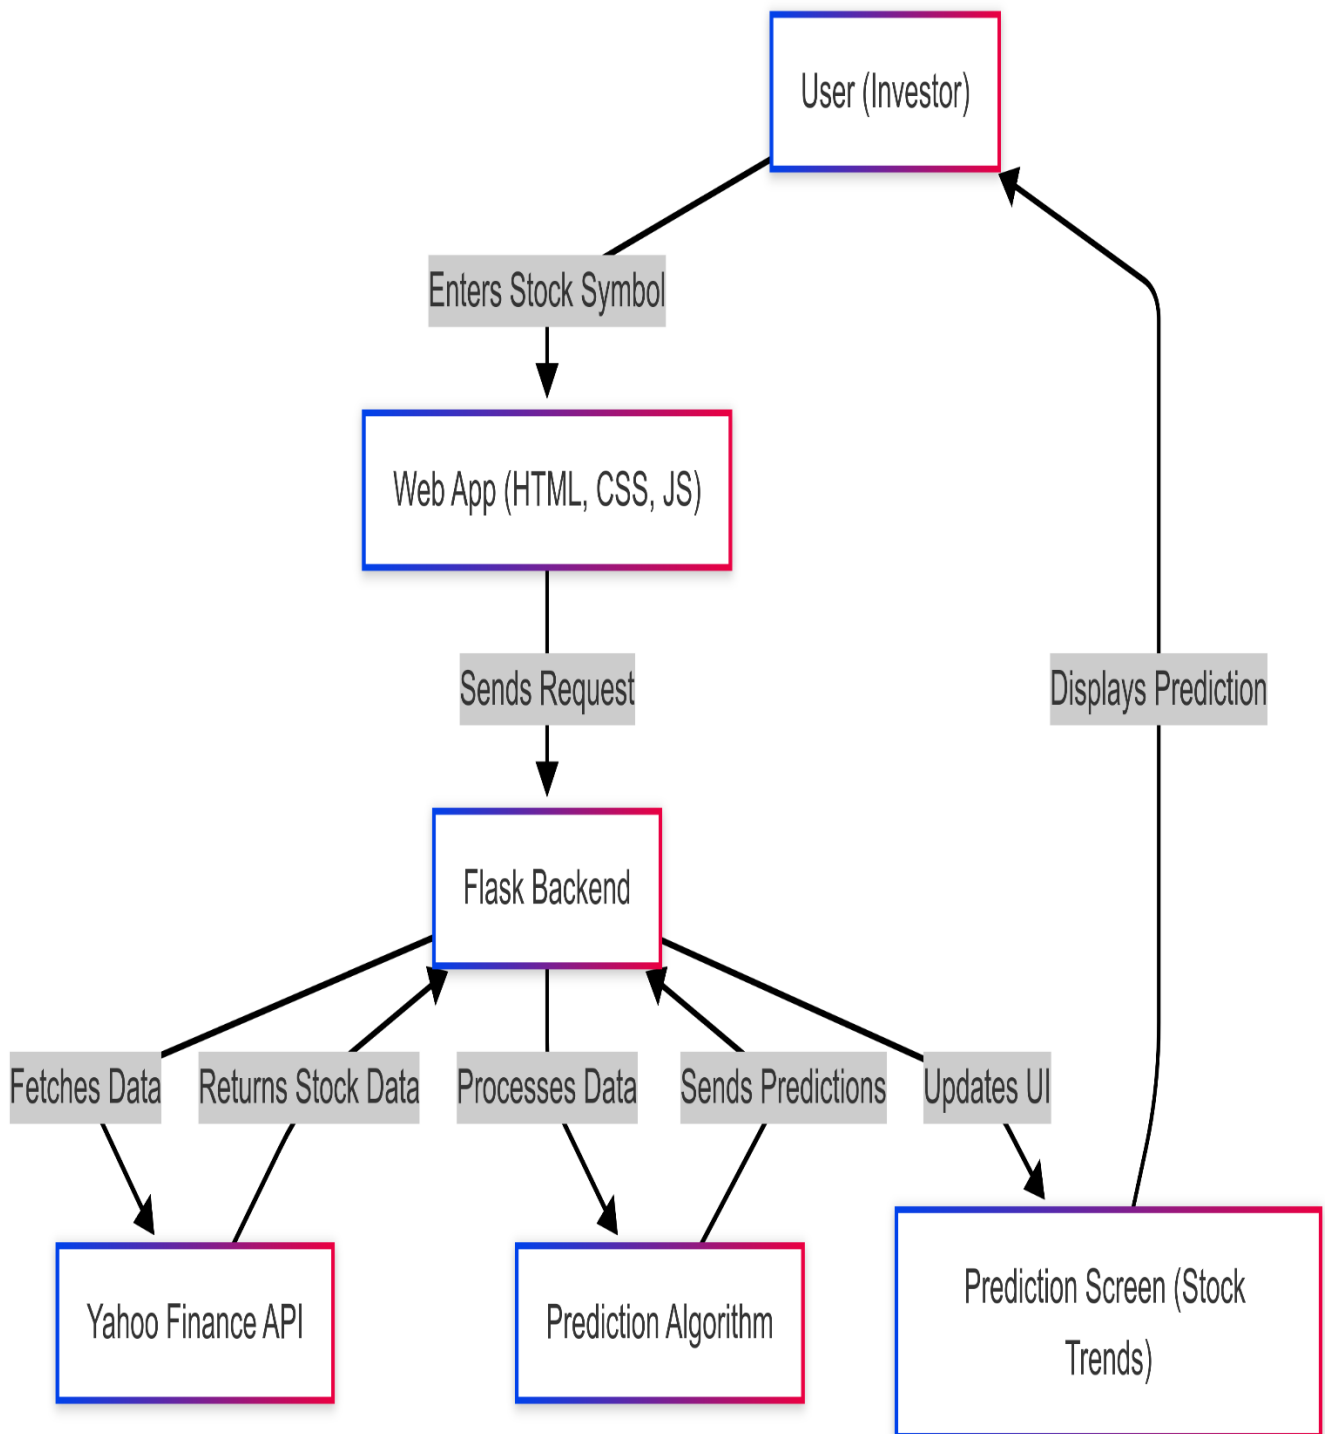 User (Investor)
Enters Stock Symbol
Web App (HTML, CSS, JS)
Sends Request
Displays Prediction
Flask Backend
Fetches Data
Returns Stock Data
Processes Data
Sends Predictions
Updates UI
Yahoo Finance API
Prediction Algorithm
Prediction Screen (Stock
Trends)